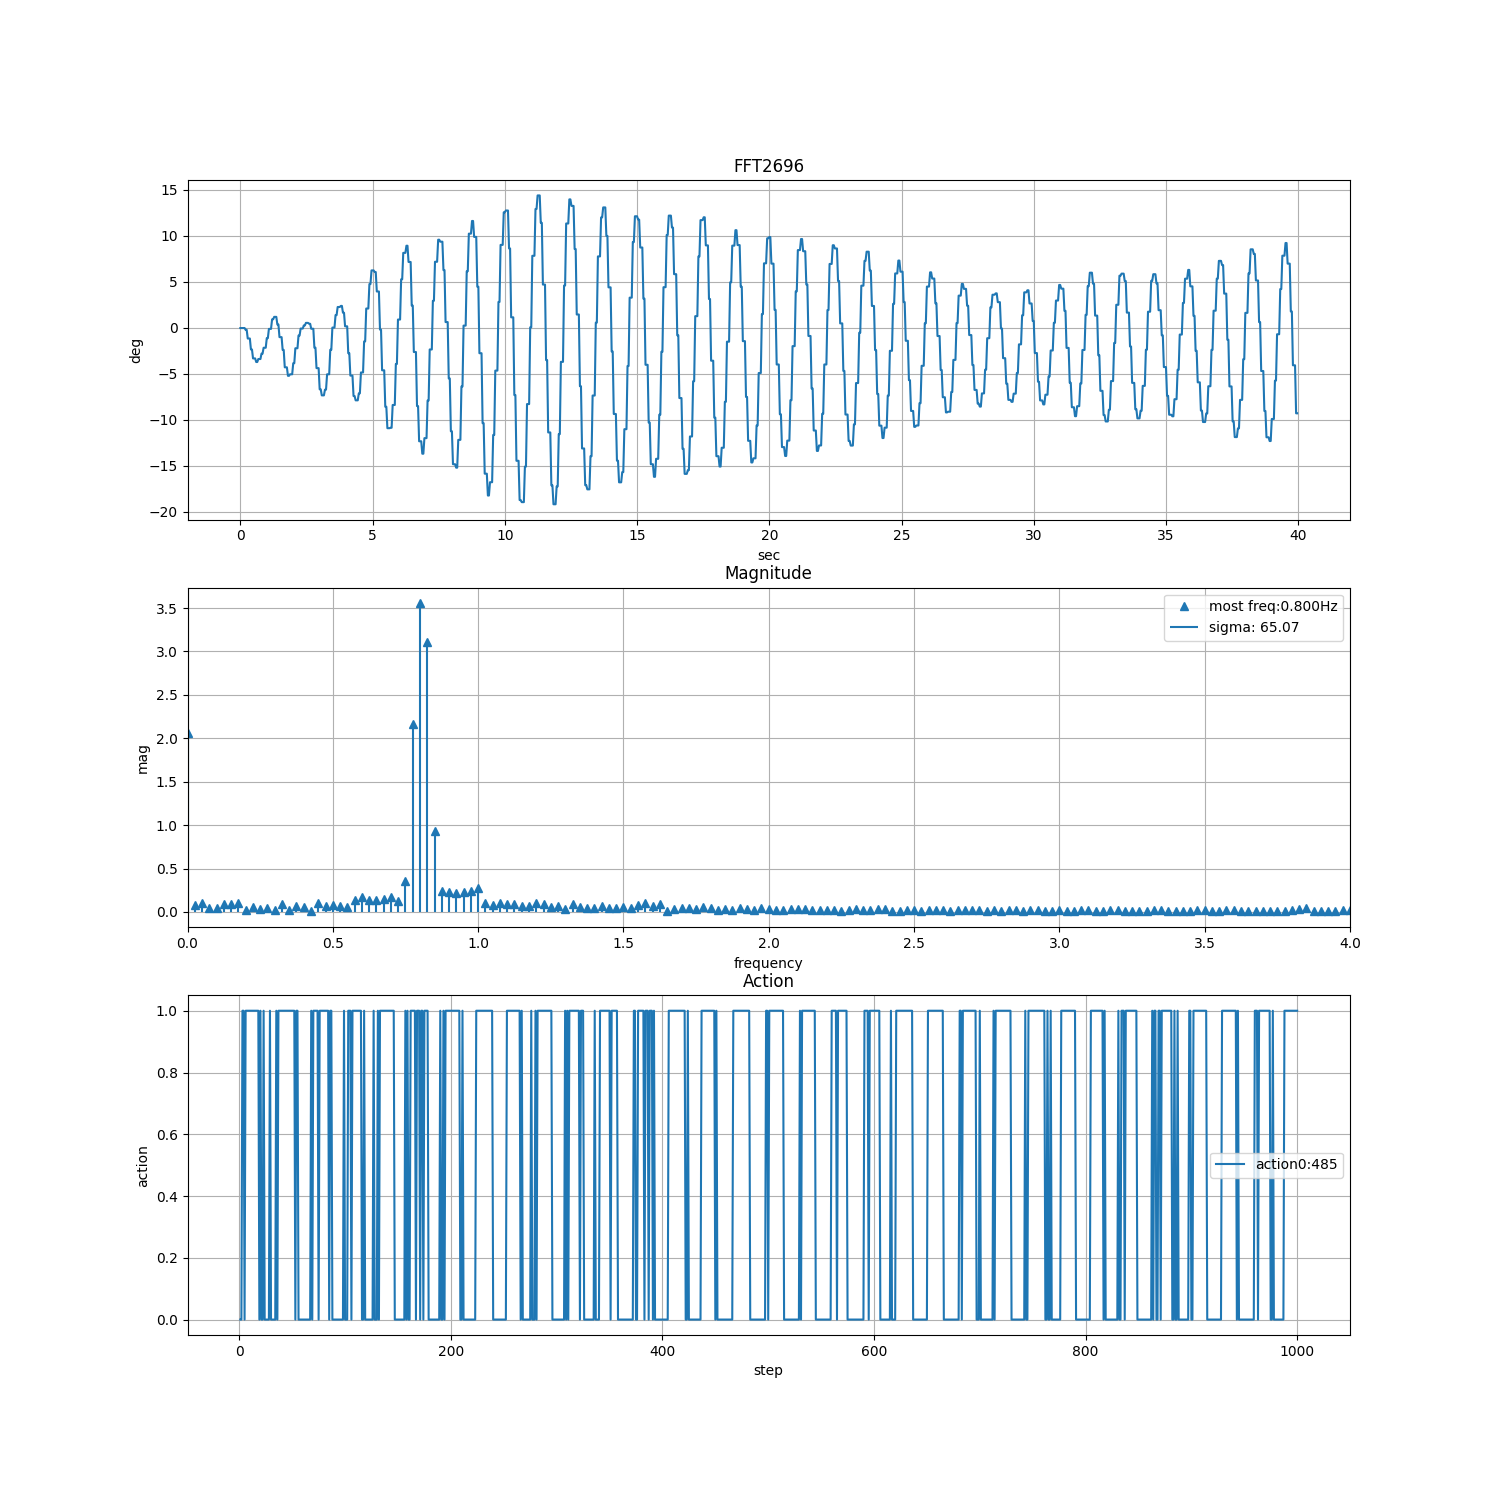 FFT2696
15
10
5
0
−5
−10
−15
−20
deg
0 5 10 15 20 25 30 35 40
sec
Magnitude
3.5
3.0
2.5
2.0
1.5
1.0
0.5
0.0
mag
most freq:0.800Hz
sigma: 65.07
0.0 0.5 1.0 1.5 2.0 2.5 3.0 3.5 4.0
frequency
Action
1.0
0.8
0.6
0.4
0.2
0.0
action
action0:485
0 200 400 600 800 1000
step